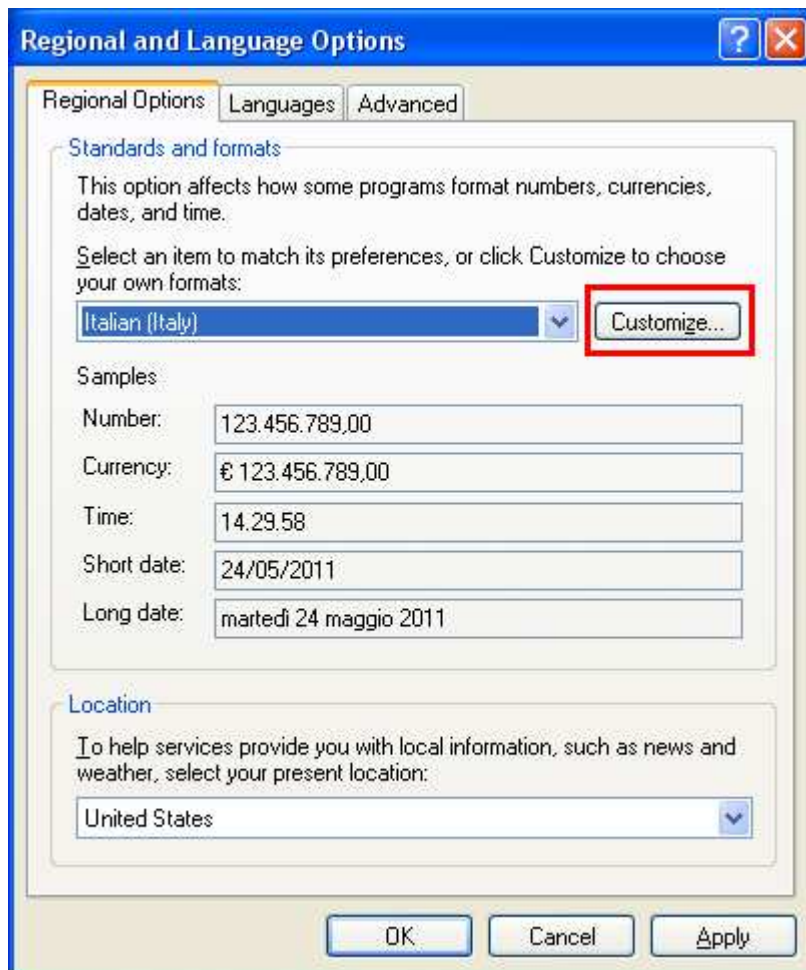 Regional and Language Options
Regional Options Languages Advanced
Standards and formats
This option affects how some programs format numbers, currencies,
dates, and time.
Select an item to match its preferences, or click Customize to choose
your own formats:
Italian (Italy) Customize...
Samples
Number: 123.456.789,00
Currency: € 123.456.789,00
Time: 14.29.58
Short date: 24/05/2011
Long date: martedì 24 maggio 2011
Location
To help services provide you with local information, such as news and
weather, select your present location:
United States
OK Cancel Apply